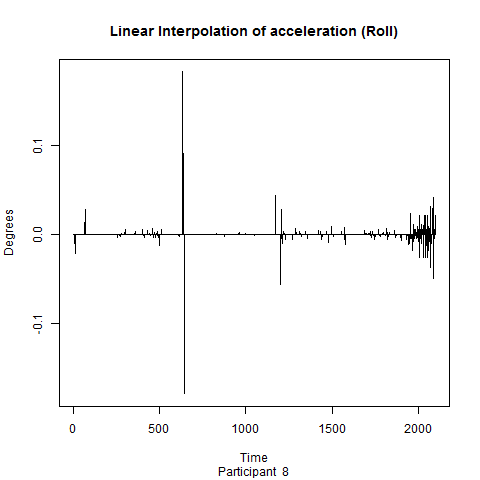 Linear Interpolation of acceleration (Roll)
Degrees
0.1
0.0
-0.1
0 500 1000 1500 2000
Time
Participant 8